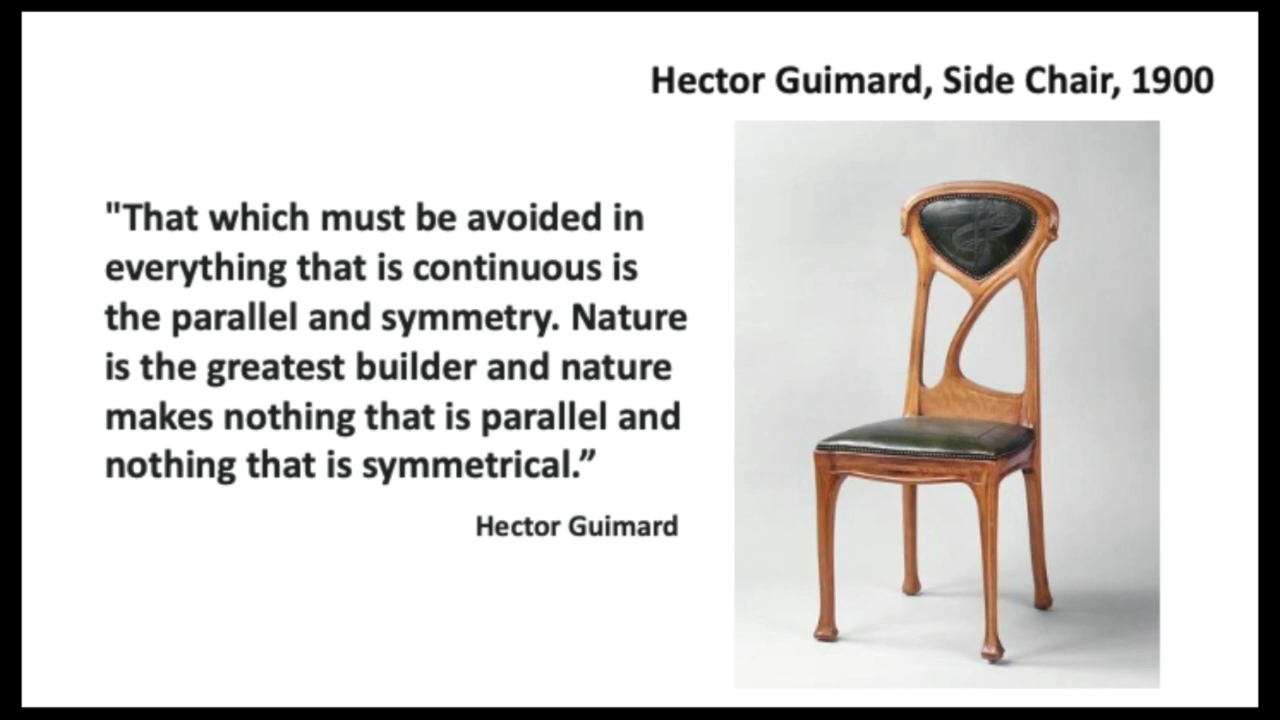 Hector Guimard, Side Chair, 1900
"That which must be avoided in
everything that is continuous is
the parallel and symmetry. Nature
is the greatest builder and nature
makes nothing that is parallel and
nothing that is symmetrical.”
Hector Guimard